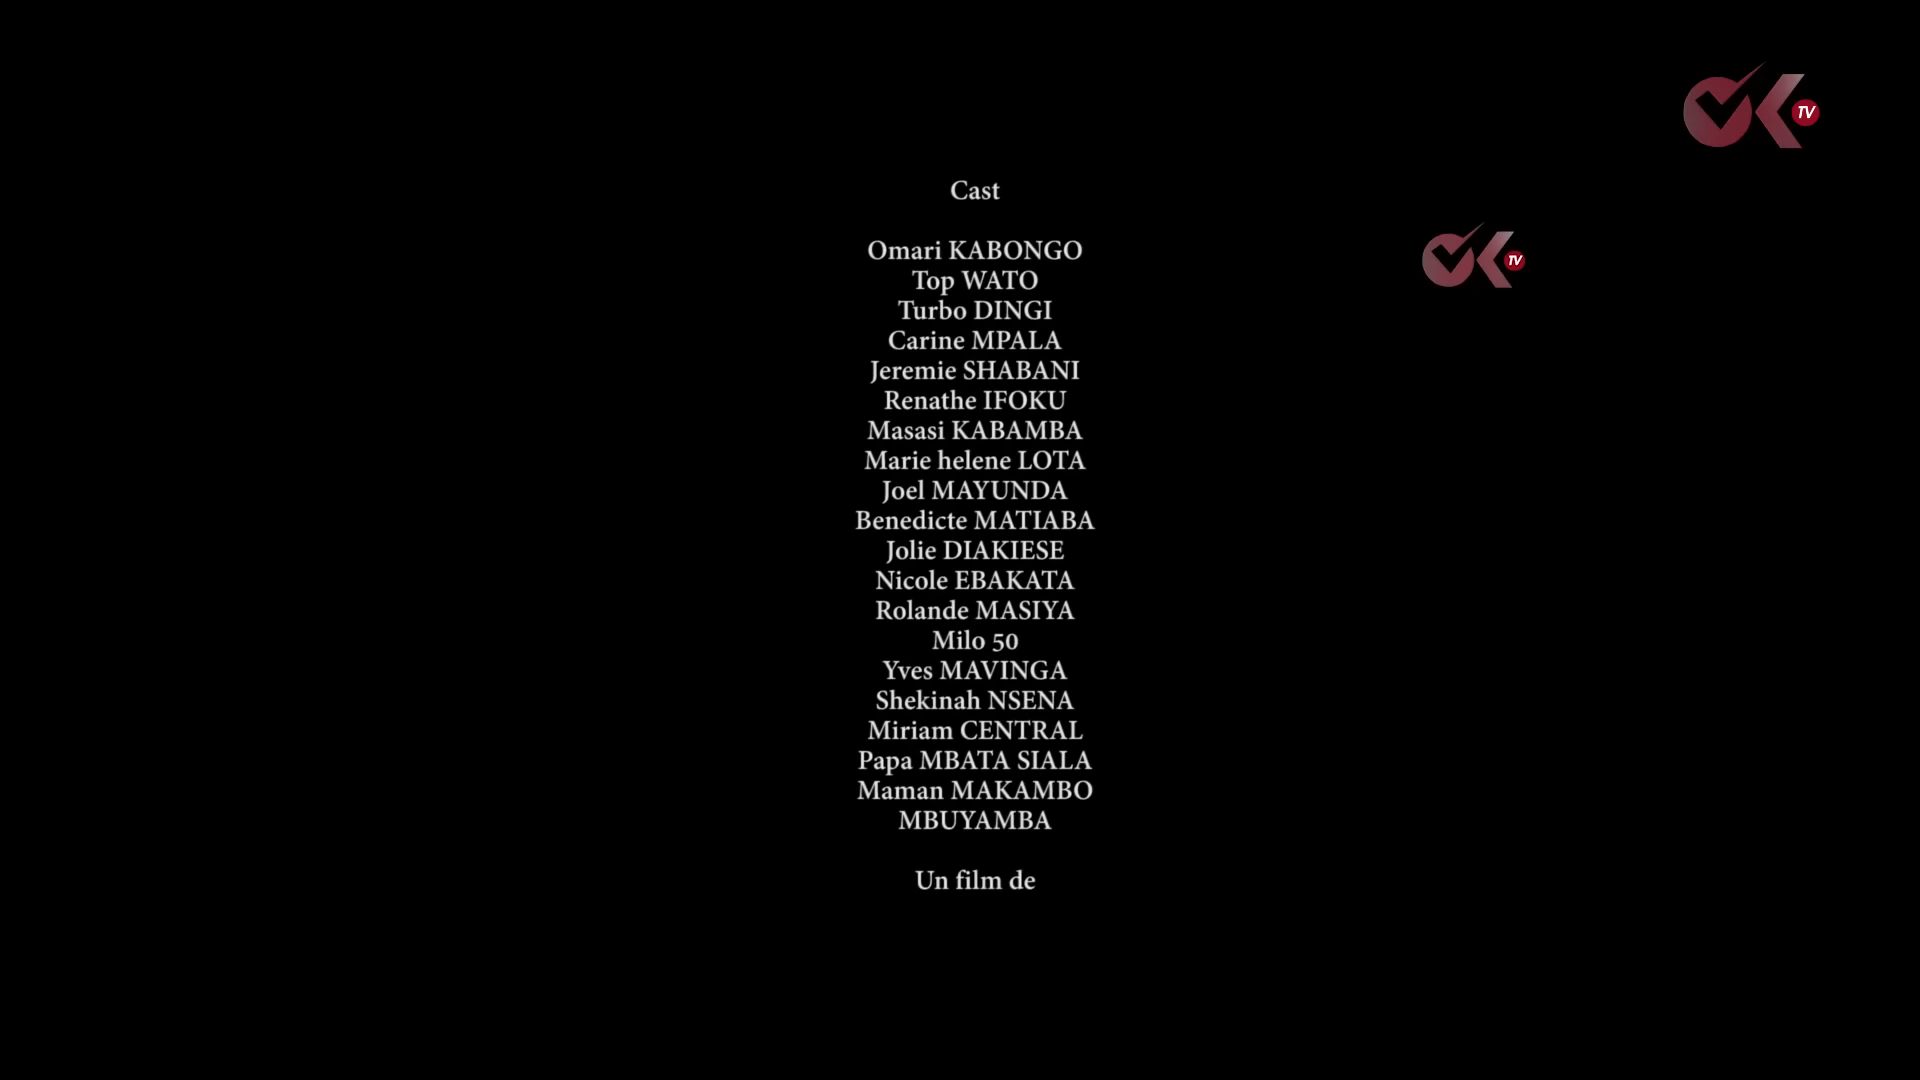 OK TV
Cast
OK TV
Omari KABONGO
Top WATO
Turbo DINGI
Carine MPALA
Jeremie SHABANI
Renathe IFOKU
Masasi KABAMBA
Marie helene LOTA
Joel MAYUNDA
Benedicte MATIABA
Jolie DIAKIESE
Nicole EBAKATA
Rolande MASIYA
Milo 50
Yves MAVINGA
Shekinah NSENA
Miriam CENTRAL
Papa MBATA SIALA
Maman MAKAMBO
MBUYAMBA
Un film de